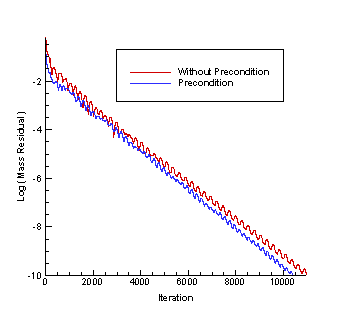 Without Precondition
Precondition
-2
-4
-6
-8
-10
Log ( Mass Residual )
0 2000 4000 6000 8000 10000
Iteration